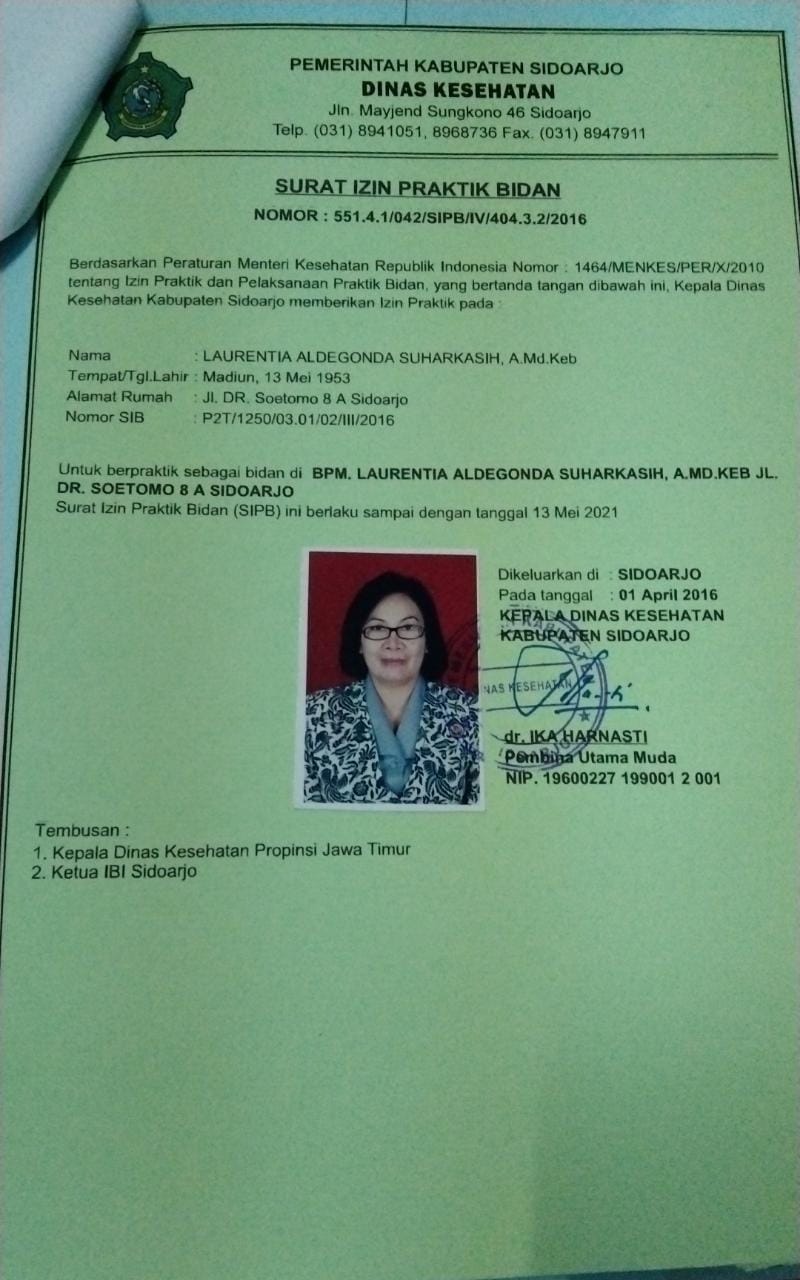 PEMERINTAH KABUPATEN SIDOARJO
DINAS KESEHATAN
Jln. Mayjend Sungkono 46 Sidoarjo
Telp. (031) 8941051, 8968736 Fax. (031) 8947911
SURAT IZIN PRAKTIK BIDAN
NOMOR : 551.4.1/042/SIPB/IV/404.3.2/2016
Berdasarkan Peraturan Menteri Kesehatan Republik Indonesia Nomor : 1464/MENKES/PER/X/2010
tentang Izin Praktik dan Pelaksanaan Praktik Bidan, yang bertanda tangan dibawah ini, Kepala Dinas
Kesehatan Kabupaten Sidoarjo memberikan Izin Praktik pada :
Nama : LAURENTIA ALDEGONDA SUHARKASIH, A.Md.Keb
Tempat/Tgl.Lahir : Madiun, 13 Mei 1953
Alamat Rumah : Jl. DR. Soetomo 8 A Sidoarjo
Nomor SIB : P2T/1250/03.01/02/III/2016
Untuk berpraktik sebagai bidan di BPM. LAURENTIA ALDEGONDA SUHARKASIH, A.MD.KEB JL.
DR. SOETOMO 8 A SIDOARJO
Surat Izin Praktik Bidan (SIPB) ini berlaku sampai dengan tanggal 13 Mei 2021
Dikeluarkan di : SIDOARJO
Pada tanggal : 01 April 2016
KEPALA DINAS KESEHATAN
KABUPATEN SIDOARJO
NAS KESEHATAN
dr. IKA HARNASTI
Pembina Utama Muda
NIP. 19600227 199001 2 001
Tembusan :
1. Kepala Dinas Kesehatan Propinsi Jawa Timur
2. Ketua IBI Sidoarjo